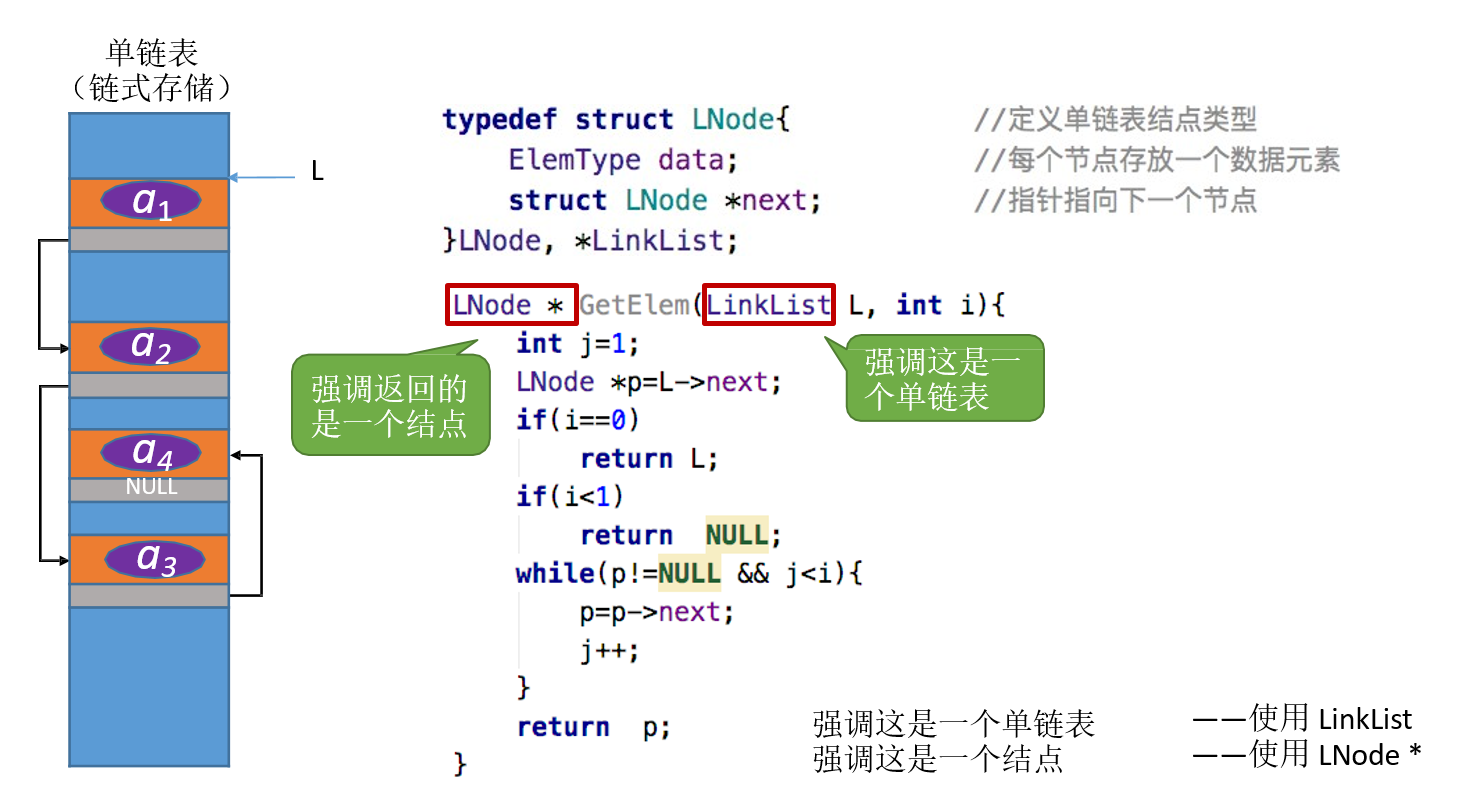 单链表
（链式存储）
L
a1
a2
a4
NULL
a3
typedef struct LNode{ //定义单链表结点类型
ElemType data; //每个节点存放一个数据元素
struct LNode *next; //指针指向下一个节点
}LNode, *LinkList;
LNode * GetElem(LinkList L, int i){
int j=1;
LNode *p=L->next;
if(i==0)
return L;
if(i<1)
return NULL;
while(p!=NULL && j<i){
p=p->next;
j++;
}
return p;
}
强调返回的
是一个结点
强调这是一
个单链表
强调这是一个单链表 ——使用 LinkList
强调这是一个结点 ——使用 LNode *